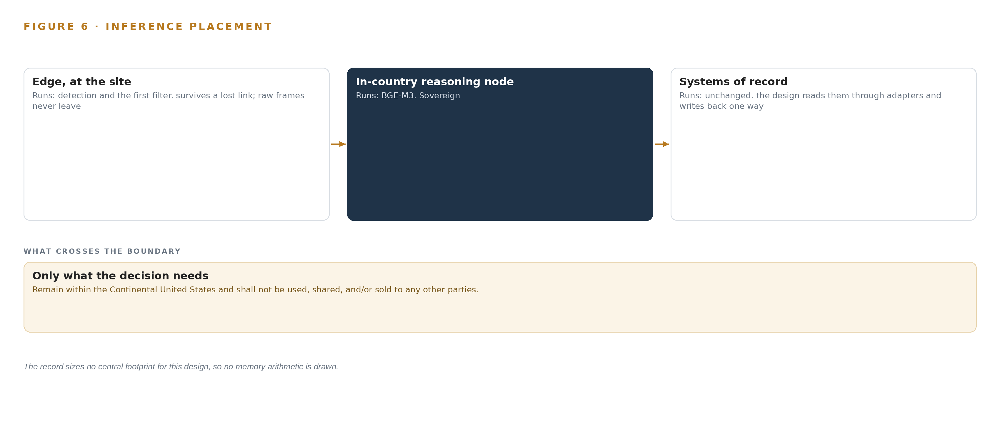 FIGURE 6 · INFERENCE PLACEMENT
Edge, at the site
Runs: detection and the first filter. survives a lost link; raw frames
never leave
In-country reasoning node
Runs: BGE-M3. Sovereign
Systems of record
Runs: unchanged. the design reads them through adapters and
writes back one way
WHAT CROSSES THE BOUNDARY
Only what the decision needs
Remain within the Continental United States and shall not be used, shared, and/or sold to any other parties.
The record sizes no central footprint for this design, so no memory arithmetic is drawn.